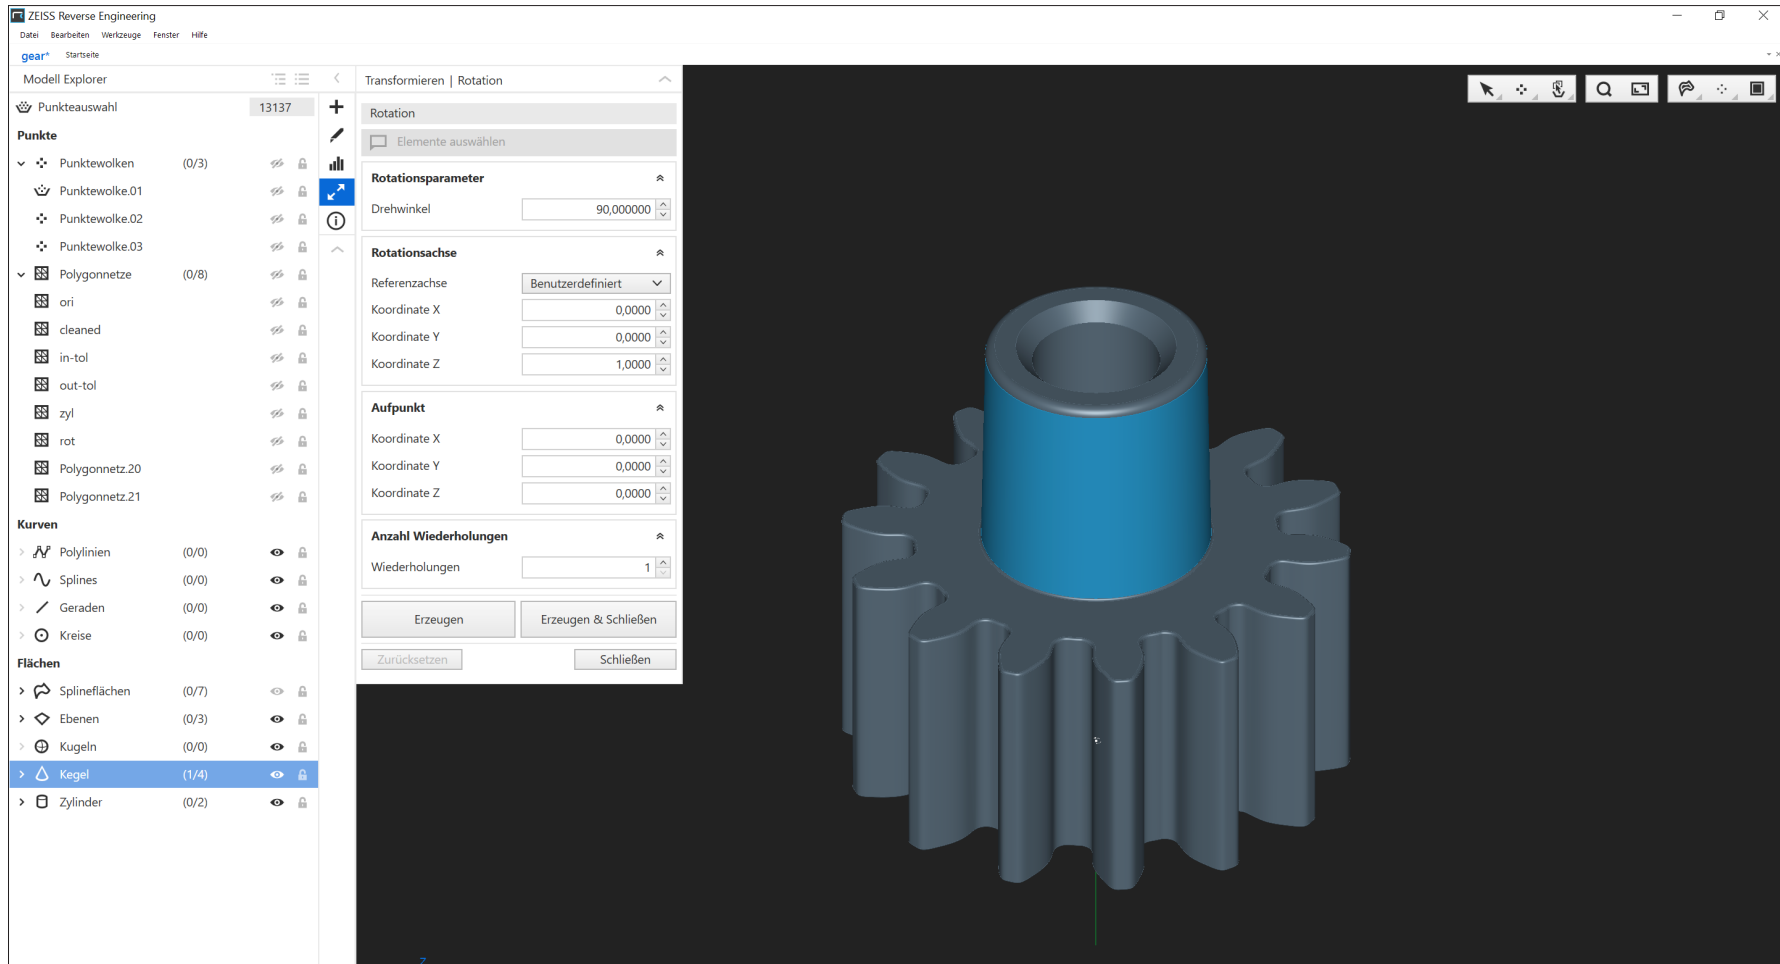 ZEISS Reverse Engineering
Datei Bearbeiten Werkzeuge Fenster Hilfe
gear* Startseite
Modell Explorer
Punkteauswahl 13137
Punkte
Punktewolken (0/3)
Punktewolke.01
Punktewolke.02
Punktewolke.03
Polygonnetze (0/8)
ori
cleaned
in-tol
out-tol
zyl
rot
Polygonnetz.20
Polygonnetz.21
Kurven
Polylinien (0/0)
Splines (0/0)
Geraden (0/0)
Kreise (0/0)
Flächen
Splineflächen (0/7)
Ebenen (0/3)
Kugeln (0/0)
Kegel (1/4)
Zylinder (0/2)
Transformieren | Rotation
Rotation
Elemente auswählen
Rotationsparameter
Drehwinkel 90,000000
Rotationsachse
Referenzachse Benutzerdefiniert
Koordinate X 0,0000
Koordinate Y 0,0000
Koordinate Z 1,0000
Aufpunkt
Koordinate X 0,0000
Koordinate Y 0,0000
Koordinate Z 0,0000
Anzahl Wiederholungen
Wiederholungen 1
Erzeugen Erzeugen & Schließen
Zurücksetzen Schließen
Z